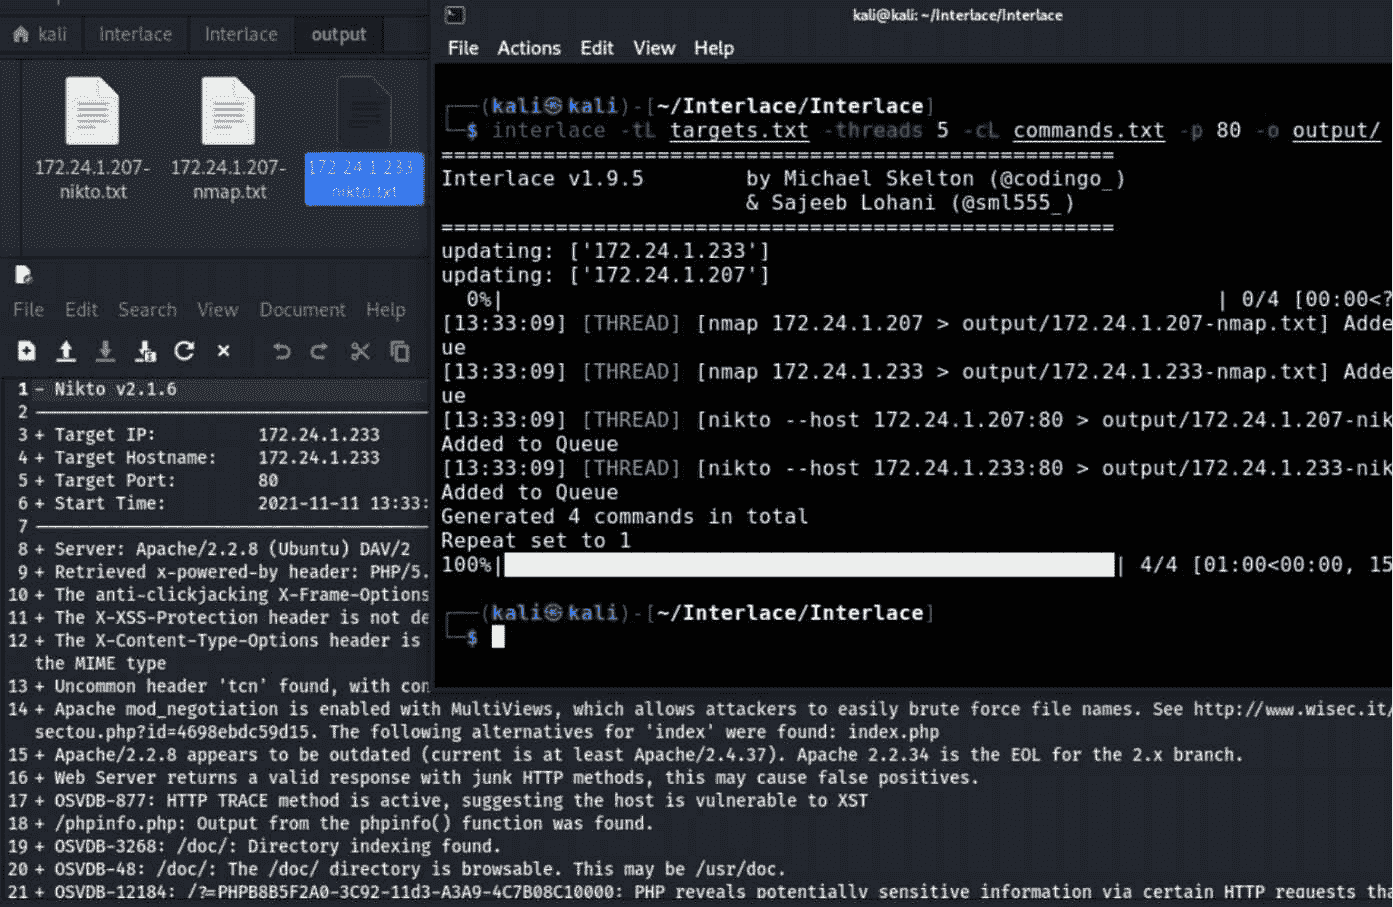 kali Interlace Interlace output
172.24.1.207-
nikto.txt
172.24.1.207-
nmap.txt
172.24.1.233-
nikto.txt
File Edit Search View Document Help
1 - Nikto v2.1.6
2
3 + Target IP: 172.24.1.233
4 + Target Hostname: 172.24.1.233
5 + Target Port: 80
6 + Start Time: 2021-11-11 13:33:
7
8 + Server: Apache/2.2.8 (Ubuntu) DAV/2
9 + Retrieved x-powered-by header: PHP/5.
10 + The anti-clickjacking X-Frame-Options
11 + The X-XSS-Protection header is not de
12 + The X-Content-Type-Options header is
the MIME type
13 + Uncommon header 'tcn' found, with con
14 + Apache mod_negotiation is enabled with MultiViews, which allows attackers to easily brute force file names. See http://www.wisec.it/
sectou.php?id=4698ebdc59d15. The following alternatives for 'index' were found: index.php
15 + Apache/2.2.8 appears to be outdated (current is at least Apache/2.4.37). Apache 2.2.34 is the EOL for the 2.x branch.
16 + Web Server returns a valid response with junk HTTP methods, this may cause false positives.
17 + OSVDB-877: HTTP TRACE method is active, suggesting the host is vulnerable to XST
18 + /phpinfo.php: Output from the phpinfo() function was found.
19 + OSVDB-3268: /doc/: Directory indexing found.
20 + OSVDB-48: /doc/: The /doc/ directory is browsable. This may be /usr/doc.
21 + OSVDB-12184: /?=PHPB8B5F2A0-3C92-11d3-A3A9-4C7B08C10000: PHP reveals potentially sensitive information via certain HTTP requests tha
kali@kali: ~/Interlace/Interlace
File Actions Edit View Help
(kali㉿kali)-[~/Interlace/Interlace]
$ interlace -tL targets.txt -threads 5 -cL commands.txt -p 80 -o output/
========================================================
Interlace v1.9.5 by Michael Skelton (@codingo_)
& Sajeeb Lohani (@sml555_)
========================================================
updating: ['172.24.1.233']
updating: ['172.24.1.207']
0%| | 0/4 [00:00<?
[13:33:09] [THREAD] [nmap 172.24.1.207 > output/172.24.1.207-nmap.txt] Adde
ue
[13:33:09] [THREAD] [nmap 172.24.1.233 > output/172.24.1.233-nmap.txt] Adde
ue
[13:33:09] [THREAD] [nikto --host 172.24.1.207:80 > output/172.24.1.207-nik
Added to Queue
[13:33:09] [THREAD] [nikto --host 172.24.1.233:80 > output/172.24.1.233-nik
Added to Queue
Generated 4 commands in total
Repeat set to 1
100%| | 4/4 [01:00<00:00, 15
(kali㉿kali)-[~/Interlace/Interlace]
$